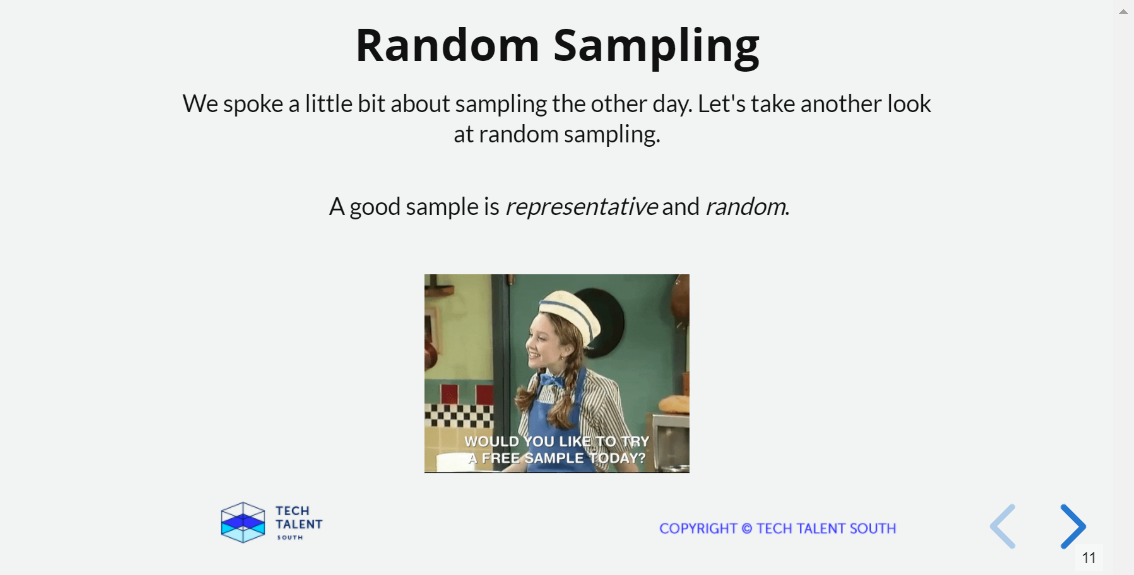 Random Sampling
We spoke a little bit about sampling the other day. Let's take another look
at random sampling.
A good sample is representative and random.
WOULD YOU LIKE TO TRY
A FREE SAMPLE TODAY?
TECH
TALENT
SOUTH
COPYRIGHT © TECH TALENT SOUTH
11